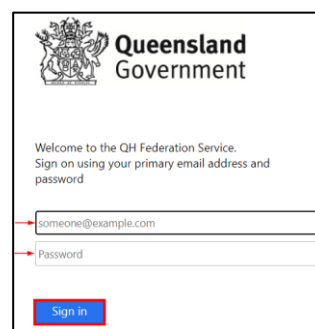 Queensland
Government
Welcome to the QH Federation Service.
Sign on using your primary email address and
password
someone@example.com
Password
Sign in